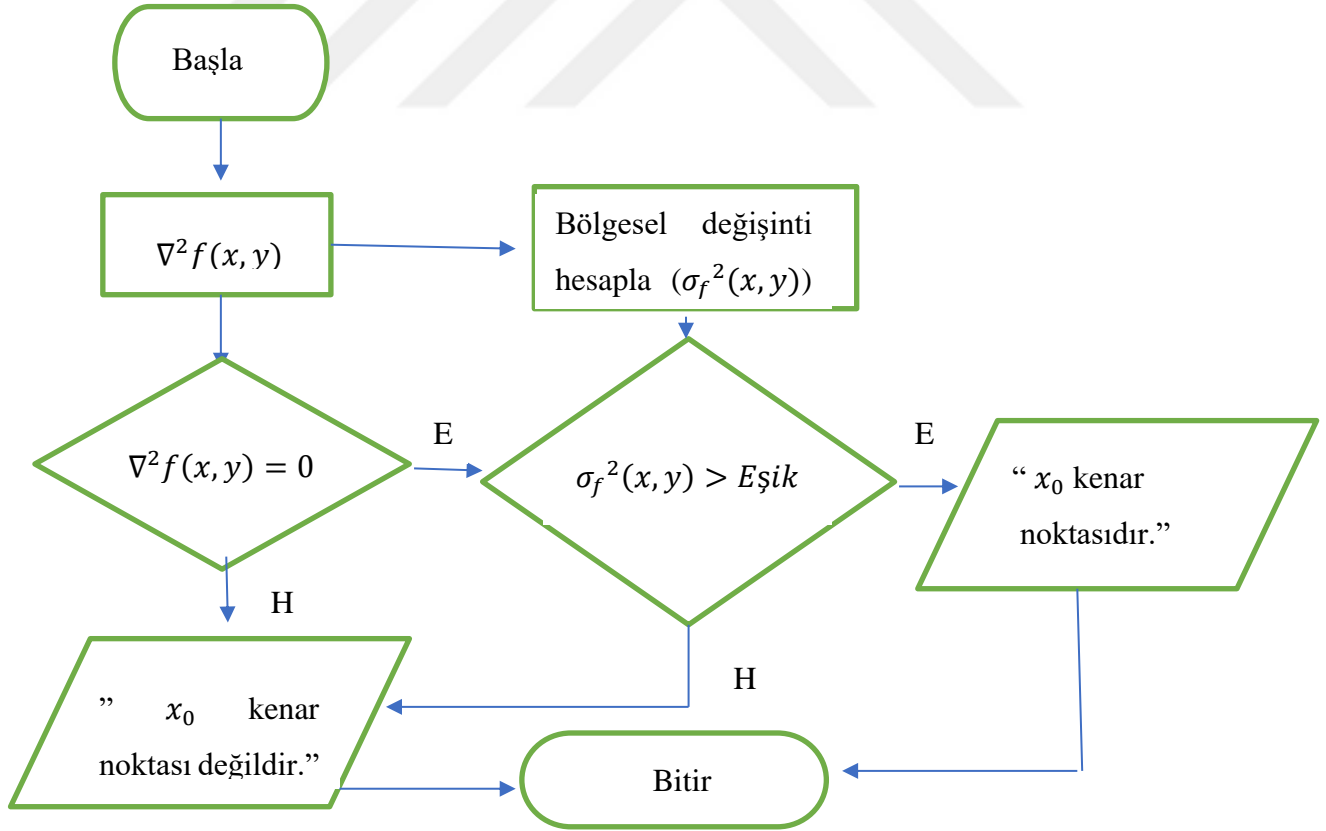 Başla
∇²f(x, y)
Bölgesel değişinti
hesapla (σ_f²(x, y))
∇²f(x, y) = 0
E
σ_f²(x, y) > Eşik
E
“ x₀ kenar
noktasıdır.”
H
H
” x₀ kenar
noktası değildir.”
Bitir